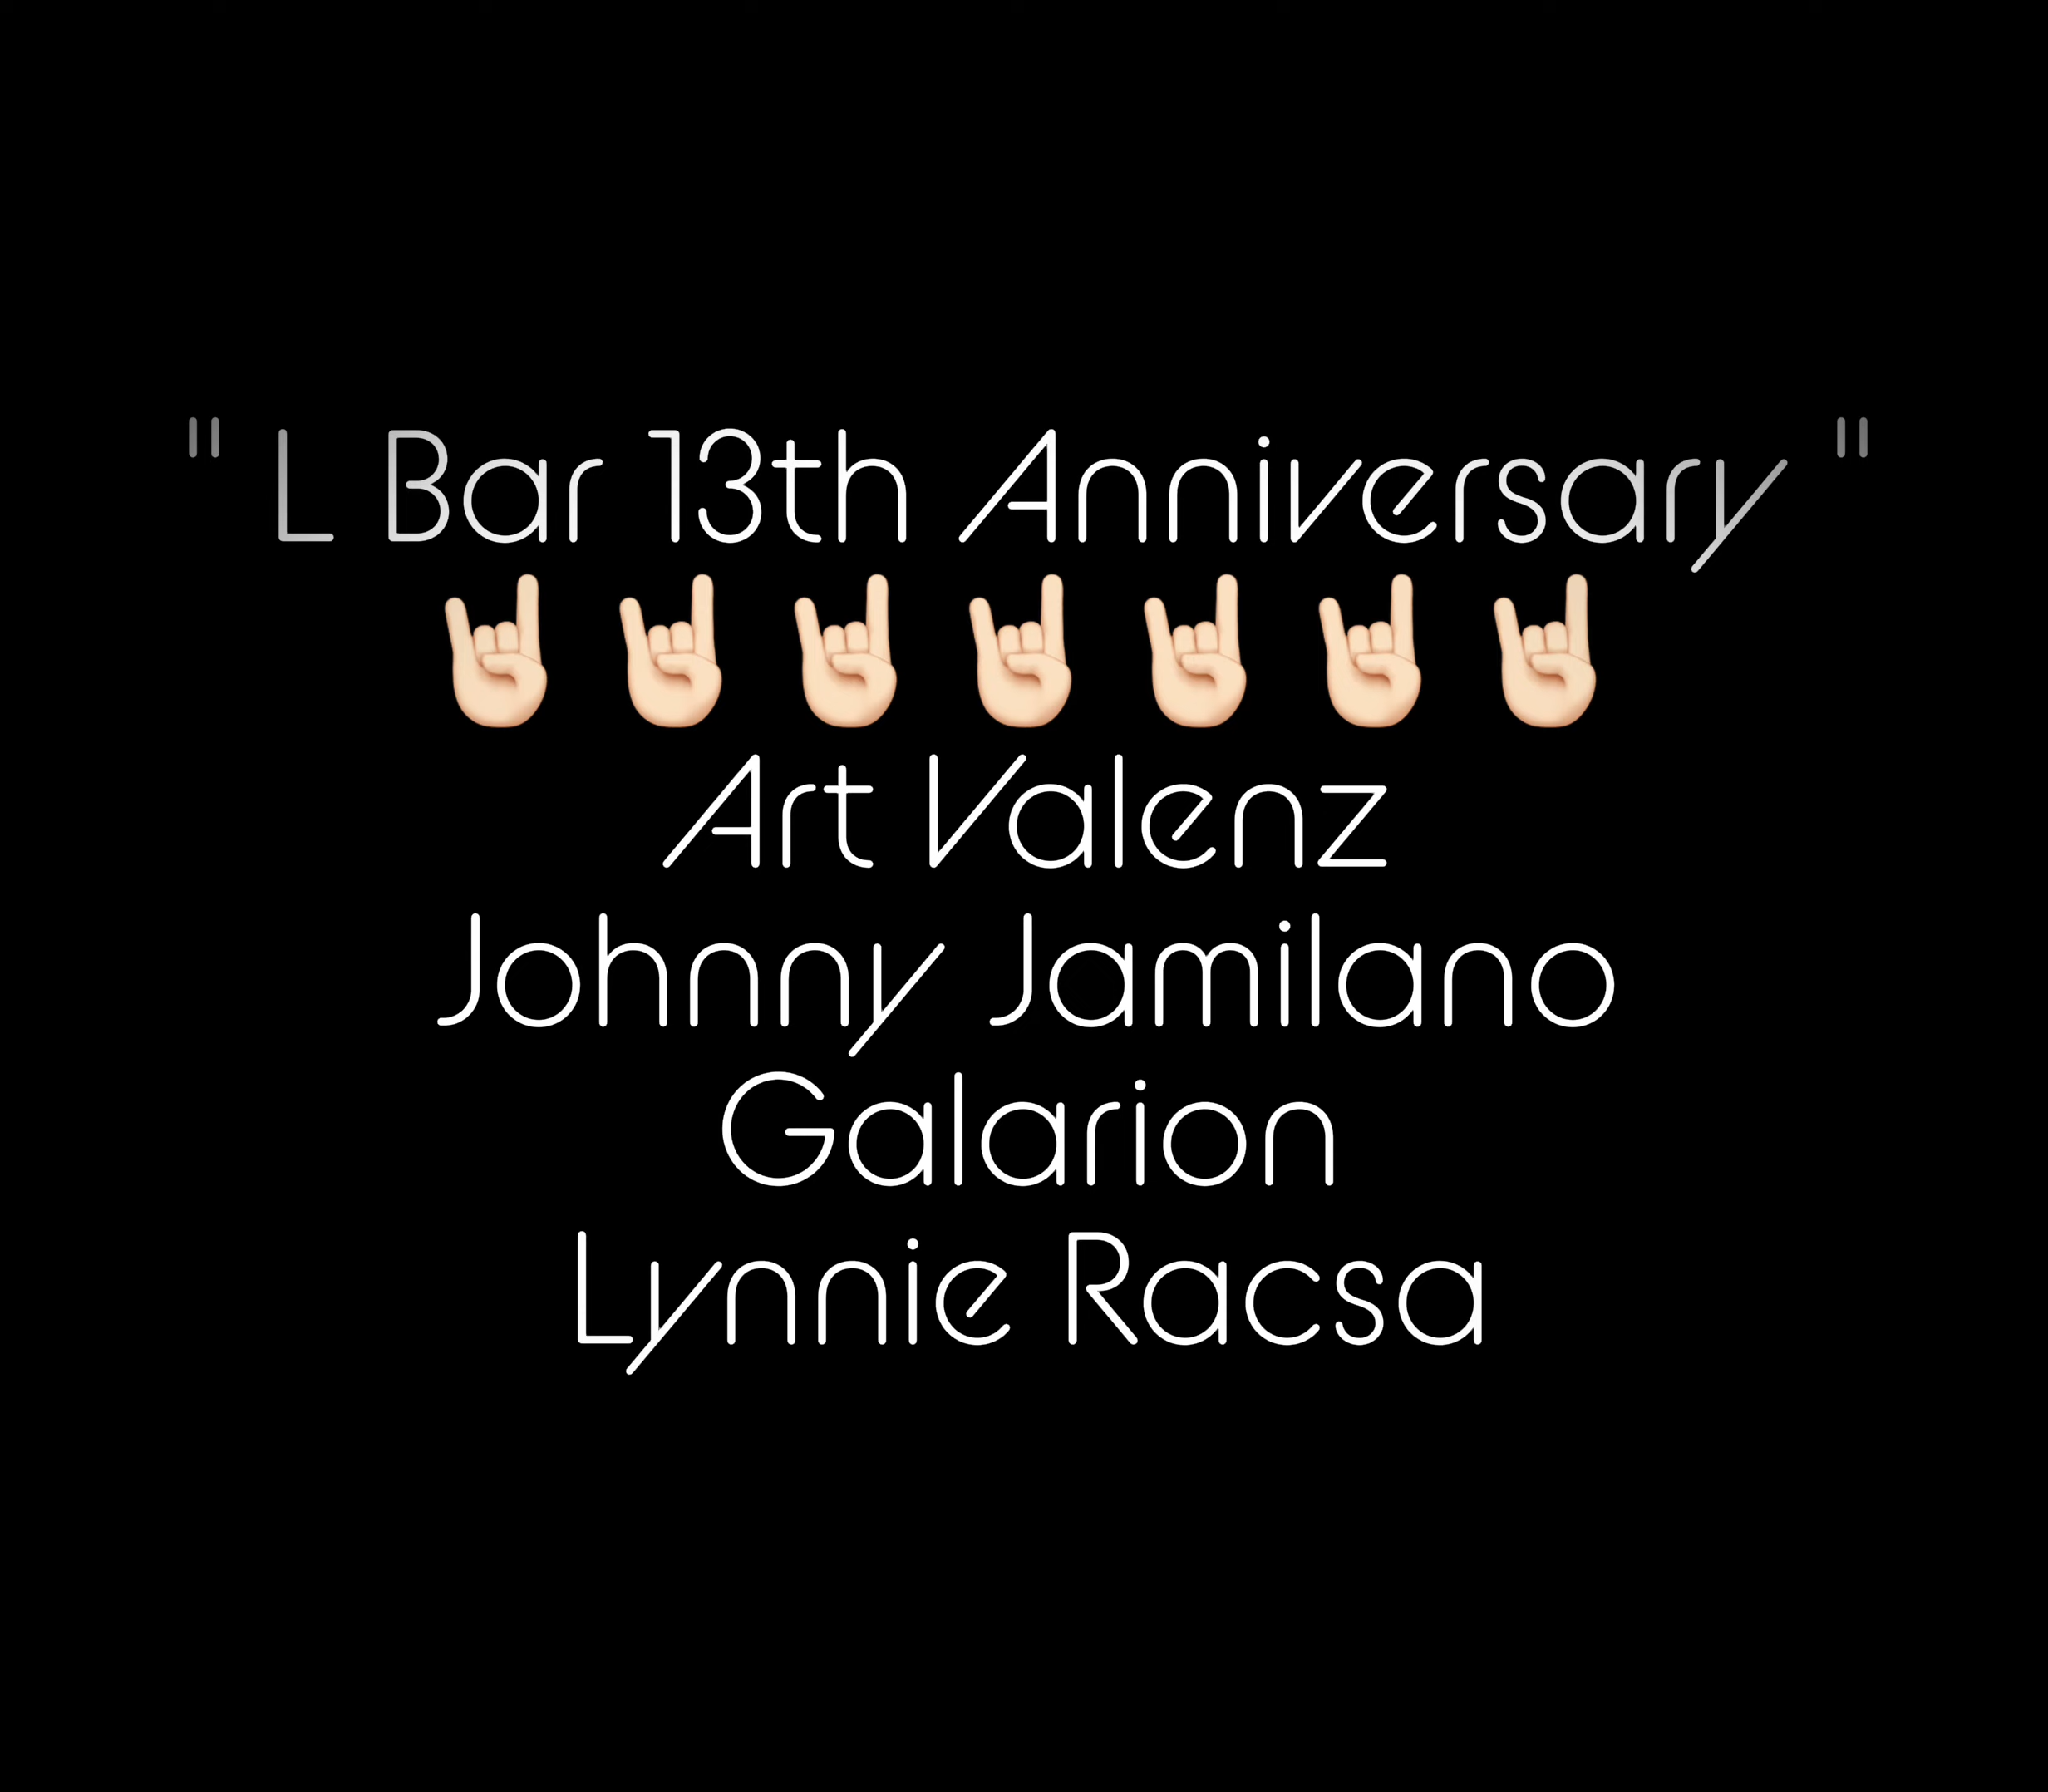 " L Bar 13th Anniversary "
🤘🏻🤘🏻🤘🏻🤘🏻🤘🏻🤘🏻🤘🏻
Art Valenz
Johnny Jamilano
Galarion
Lynnie Racsa